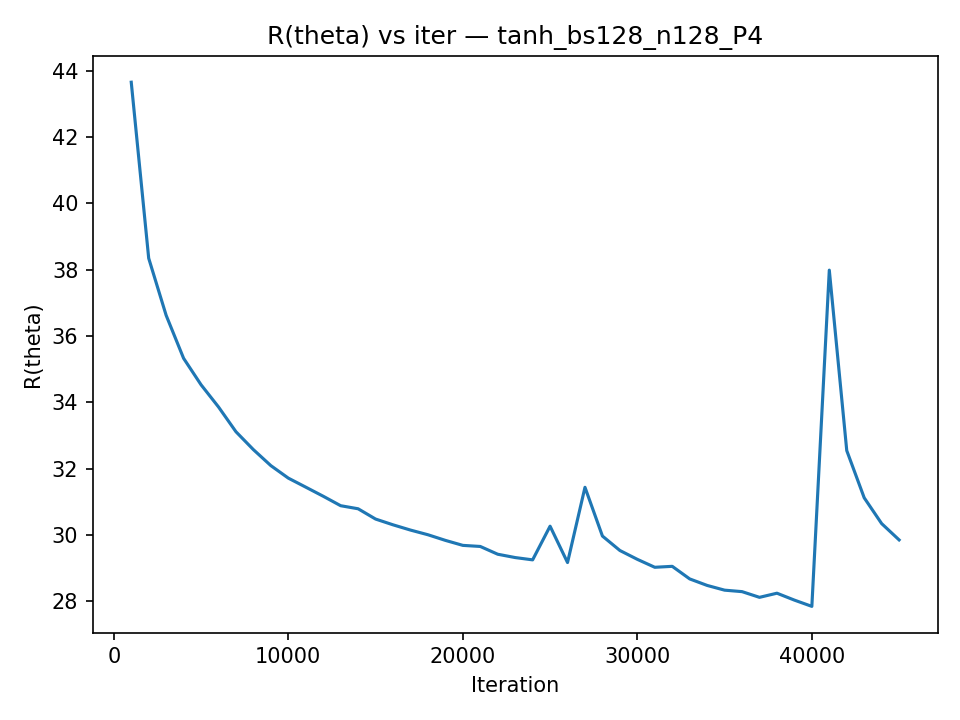 R(theta) vs iter — tanh_bs128_n128_P4
44
42
40
38
36
34
32
30
28
R(theta)
0 10000 20000 30000 40000
Iteration